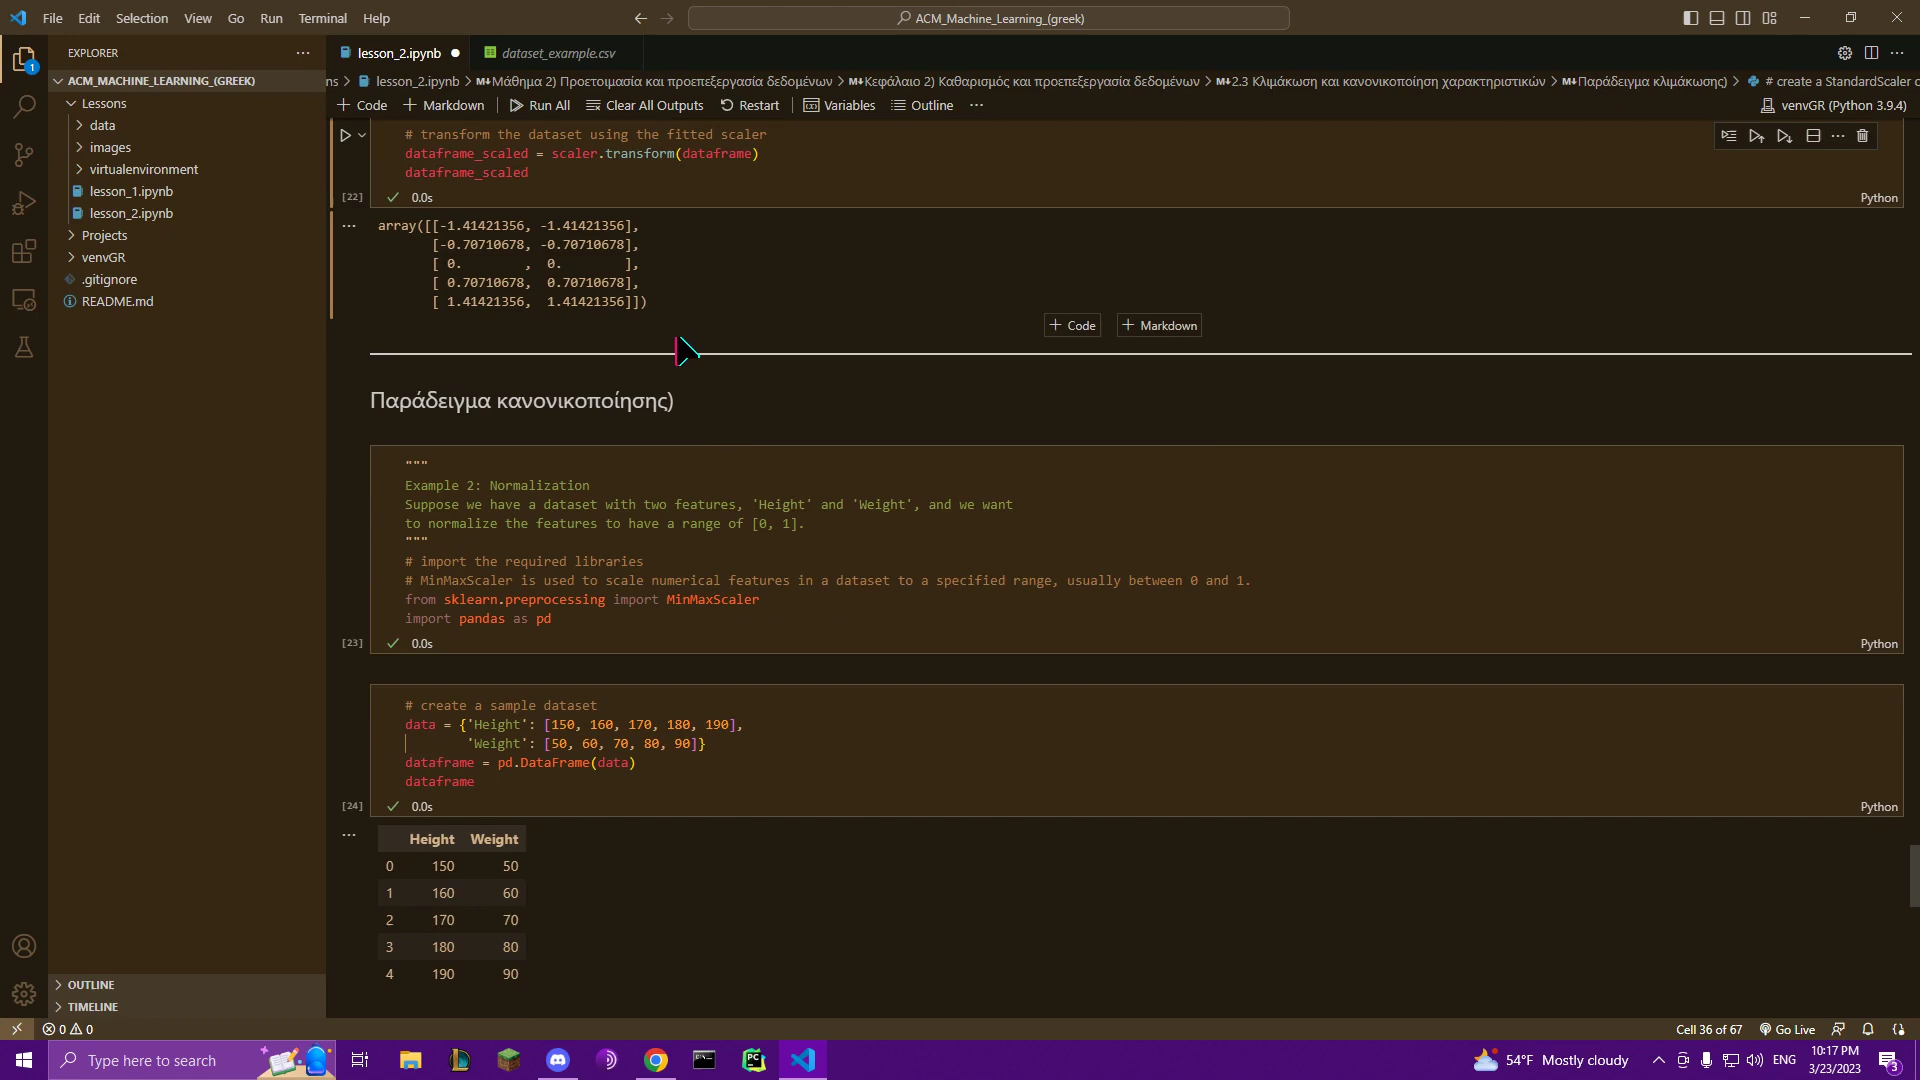 File Edit Selection View Go Run Terminal Help
ACM_Machine_Learning_(greek)
EXPLORER
lesson_2.ipynb
dataset_example.csv
ACM_MACHINE_LEARNING_(GREEK)
ns > lesson_2.ipynb > M↓Μάθημα 2) Προετοιμασία και προεπεξεργασία δεδομένων > M↓Κεφάλαιο 2) Καθαρισμός και προεπεξεργασία δεδομένων > M↓2.3 Κλιμάκωση και κανονικοποίηση χαρακτηριστικών > M↓Παράδειγμα κλιμάκωσης) > # create a StandardScaler c
Lessons
data
images
virtualenvironment
lesson_1.ipynb
lesson_2.ipynb
Projects
venvGR
.gitignore
README.md
+ Code + Markdown Run All Clear All Outputs Restart Variables Outline ...
venvGR (Python 3.9.4)
# transform the dataset using the fitted scaler
dataframe_scaled = scaler.transform(dataframe)
dataframe_scaled
[22] 0.0s Python
array([[-1.41421356, -1.41421356],
[-0.70710678, -0.70710678],
[ 0. , 0. ],
[ 0.70710678, 0.70710678],
[ 1.41421356, 1.41421356]])
+ Code + Markdown
Παράδειγμα κανονικοποίησης)
"""
Example 2: Normalization
Suppose we have a dataset with two features, 'Height' and 'Weight', and we want
to normalize the features to have a range of [0, 1].
"""
# import the required libraries
# MinMaxScaler is used to scale numerical features in a dataset to a specified range, usually between 0 and 1.
from sklearn.preprocessing import MinMaxScaler
import pandas as pd
[23] 0.0s Python
# create a sample dataset
data = {'Height': [150, 160, 170, 180, 190],
'Weight': [50, 60, 70, 80, 90]}
dataframe = pd.DataFrame(data)
dataframe
[24] 0.0s Python
Height Weight
0 150 50
1 160 60
2 170 70
3 180 80
4 190 90
OUTLINE
TIMELINE
0 0
Cell 36 of 67 Go Live
Type here to search
54°F Mostly cloudy
ENG
10:17 PM
3/23/2023
3
1
PC